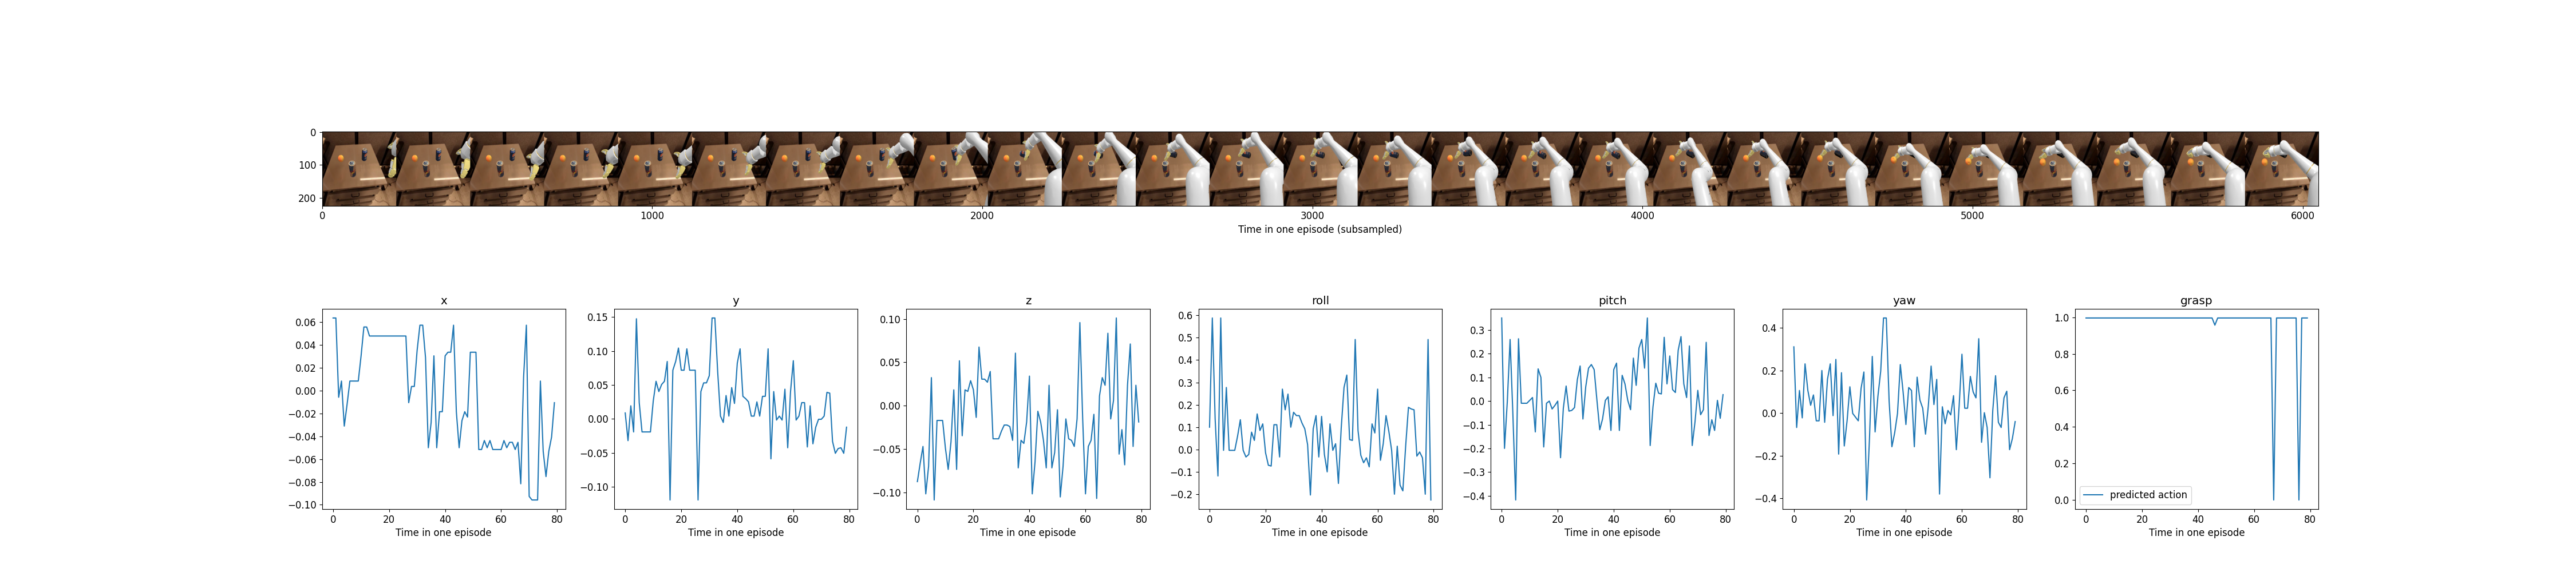 0
100
200
0 1000 2000 3000 4000 5000 6000
Time in one episode (subsampled)
x
0.06
0.04
0.02
0.00
−0.02
−0.04
−0.06
−0.08
−0.10
0 20 40 60 80
Time in one episode
y
0.15
0.10
0.05
0.00
−0.05
−0.10
0 20 40 60 80
Time in one episode
z
0.10
0.05
0.00
−0.05
−0.10
0 20 40 60 80
Time in one episode
roll
0.6
0.5
0.4
0.3
0.2
0.1
0.0
−0.1
−0.2
0 20 40 60 80
Time in one episode
pitch
0.3
0.2
0.1
0.0
−0.1
−0.2
−0.3
−0.4
0 20 40 60 80
Time in one episode
yaw
0.4
0.2
0.0
−0.2
−0.4
0 20 40 60 80
Time in one episode
grasp
1.0
0.8
0.6
0.4
0.2
0.0
predicted action
0 20 40 60 80
Time in one episode